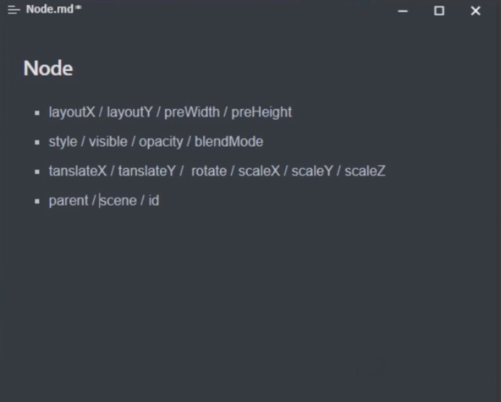 Node.md*
Node
▪ layoutX / layoutY / preWidth / preHeight
▪ style / visible / opacity / blendMode
▪ tanslateX / tanslateY / rotate / scaleX / scaleY / scaleZ
▪ parent / scene / id